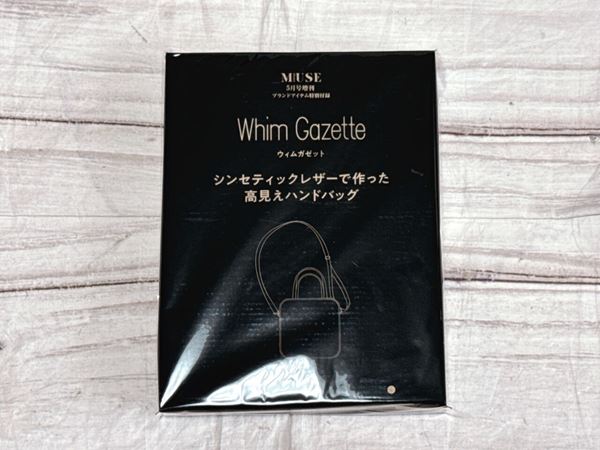 MUSE
5月号増刊
ブランドアイテム特別付録
Whim Gazette
ウィムガゼット
シンセティックレザーで作った
高見えハンドバッグ